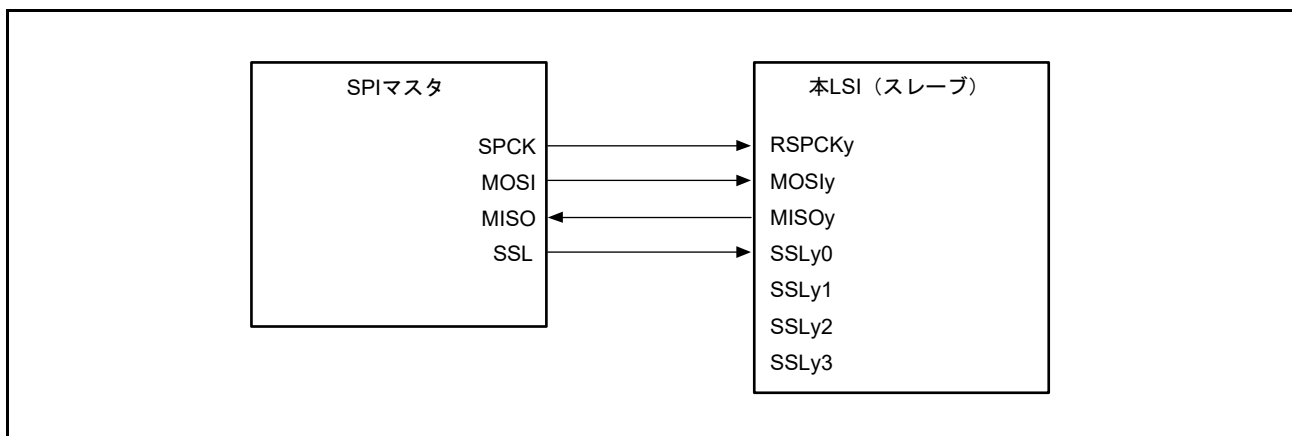 SPIマスタ
SPCK
MOSI
MISO
SSL
本LSI（スレーブ）
RSPCKy
MOSIy
MISOy
SSLy0
SSLy1
SSLy2
SSLy3